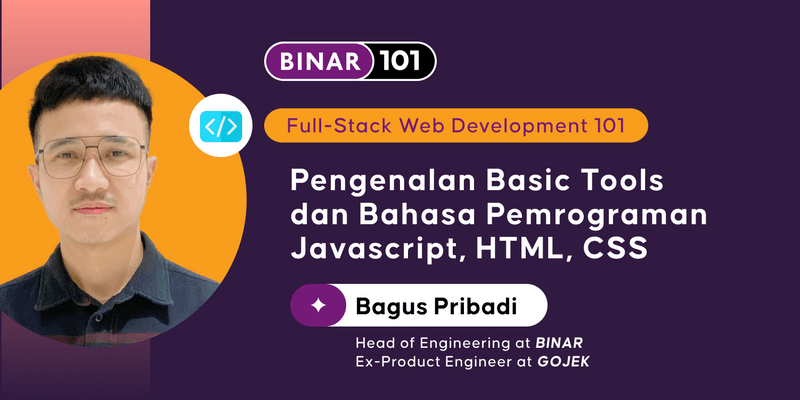 BINAR 101
Full-Stack Web Development 101
Pengenalan Basic Tools
dan Bahasa Pemrograman
Javascript, HTML, CSS
Bagus Pribadi
Head of Engineering at BINAR
Ex-Product Engineer at GOJEK